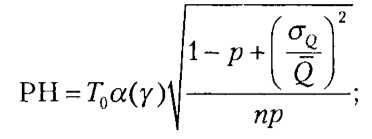 PH = T₀α(γ)√((1 − p + (σ_Q / Q̄)²) / (np));